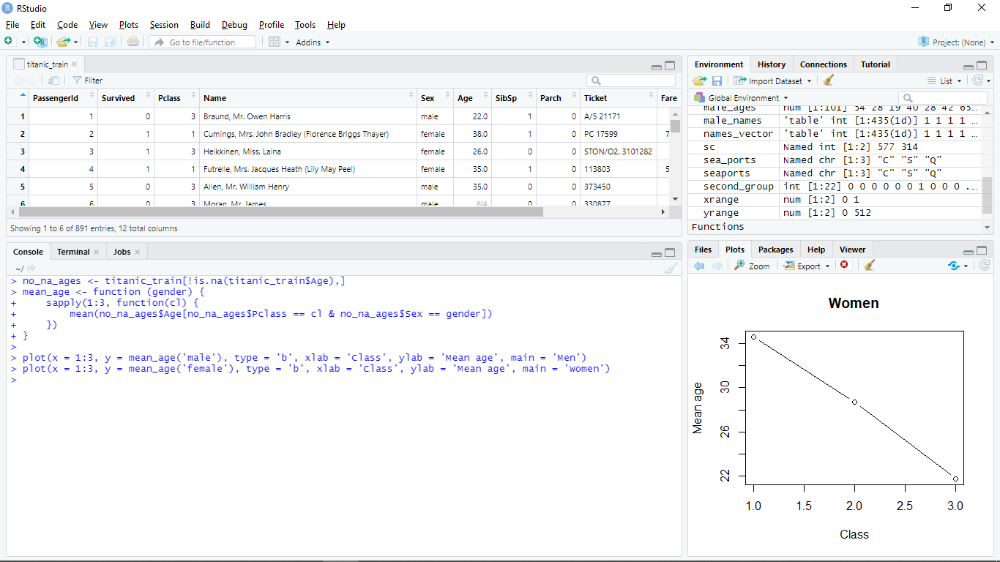 RStudio
File Edit Code View Plots Session Build Debug Profile Tools Help
Go to file/function Addins Project: (None)
titanic_train
Filter
PassengerId Survived Pclass Name Sex Age SibSp Parch Ticket Fare
1 1 0 3 Braund, Mr. Owen Harris male 22.0 1 0 A/5 21171
2 2 1 1 Cumings, Mrs. John Bradley (Florence Briggs Thayer) female 38.0 1 0 PC 17599 7
3 3 1 3 Heikkinen, Miss. Laina female 26.0 0 0 STON/O2. 3101282
4 4 1 1 Futrelle, Mrs. Jacques Heath (Lily May Peel) female 35.0 1 0 113803 5
5 5 0 3 Allen, Mr. William Henry male 35.0 0 0 373450
6 6 0 3 Moran, Mr. James male NA 0 0 330877
Showing 1 to 6 of 891 entries, 12 total columns
Console Terminal Jobs
~/
> no_na_ages <- titanic_train[!is.na(titanic_train$Age),]
> mean_age <- function (gender) {
+ sapply(1:3, function(cl) {
+ mean(no_na_ages$Age[no_na_ages$Pclass == cl & no_na_ages$Sex == gender])
+ })
+ }
>
> plot(x = 1:3, y = mean_age('male'), type = 'b', xlab = 'Class', ylab = 'Mean age', main = 'Men')
> plot(x = 1:3, y = mean_age('female'), type = 'b', xlab = 'Class', ylab = 'Mean age', main = 'Women')
>
Environment History Connections Tutorial
Import Dataset List
Global Environment
male_ages num [1:101] 54 28 19 40 28 42 65...
male_names 'table' int [1:435(1d)] 1 1 1 1 ...
names_vector 'table' int [1:435(1d)] 1 1 1 1 ...
sc Named int [1:2] 577 314
sea_ports Named chr [1:3] "C" "S" "Q"
seaports Named chr [1:3] "C" "S" "Q"
second_group int [1:22] 0 0 0 0 0 0 1 0 0 0 ...
xrange num [1:2] 0 1
yrange num [1:2] 0 512
Functions
Files Plots Packages Help Viewer
Zoom Export
Women
Mean age
34
30
26
22
1.0 1.5 2.0 2.5 3.0
Class